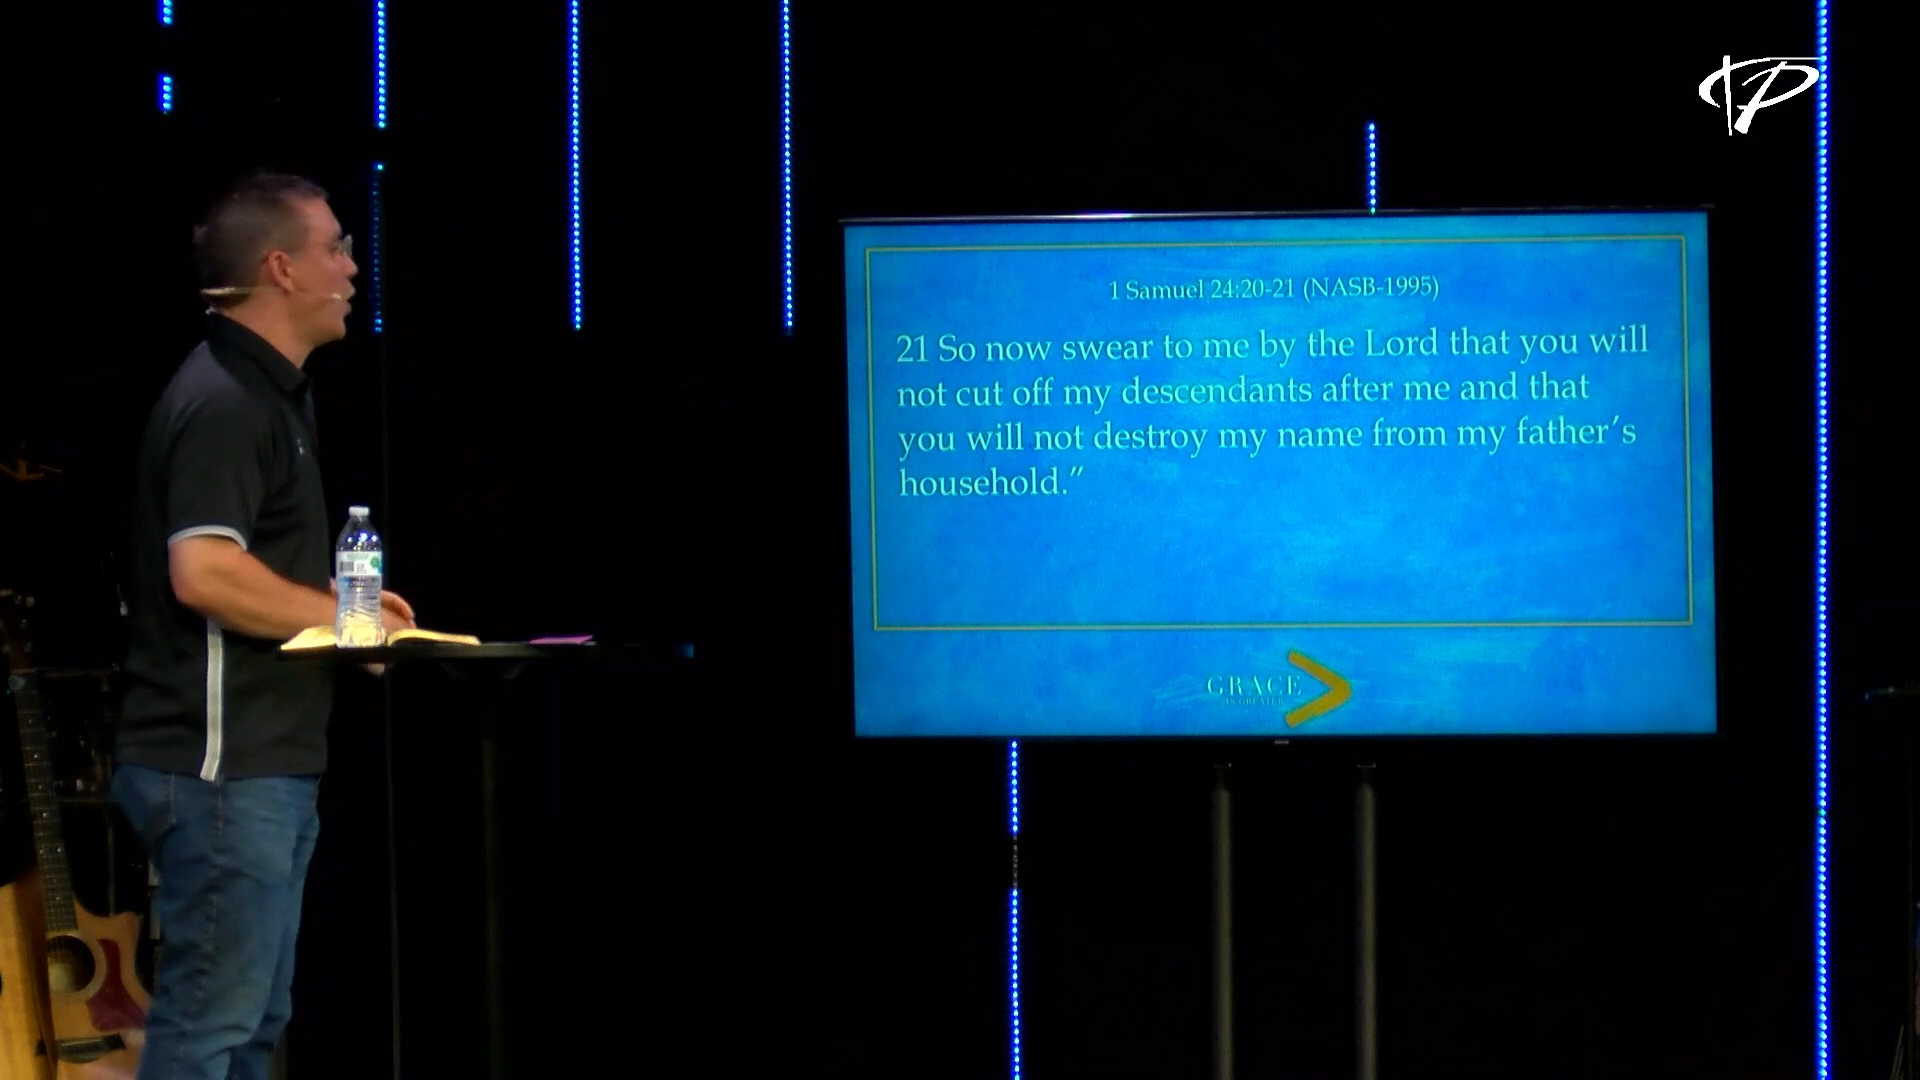 1 Samuel 24:20-21 (NASB-1995)
21 So now swear to me by the Lord that you will
not cut off my descendants after me and that
you will not destroy my name from my father's
household.”
GRACE
IS GREATER